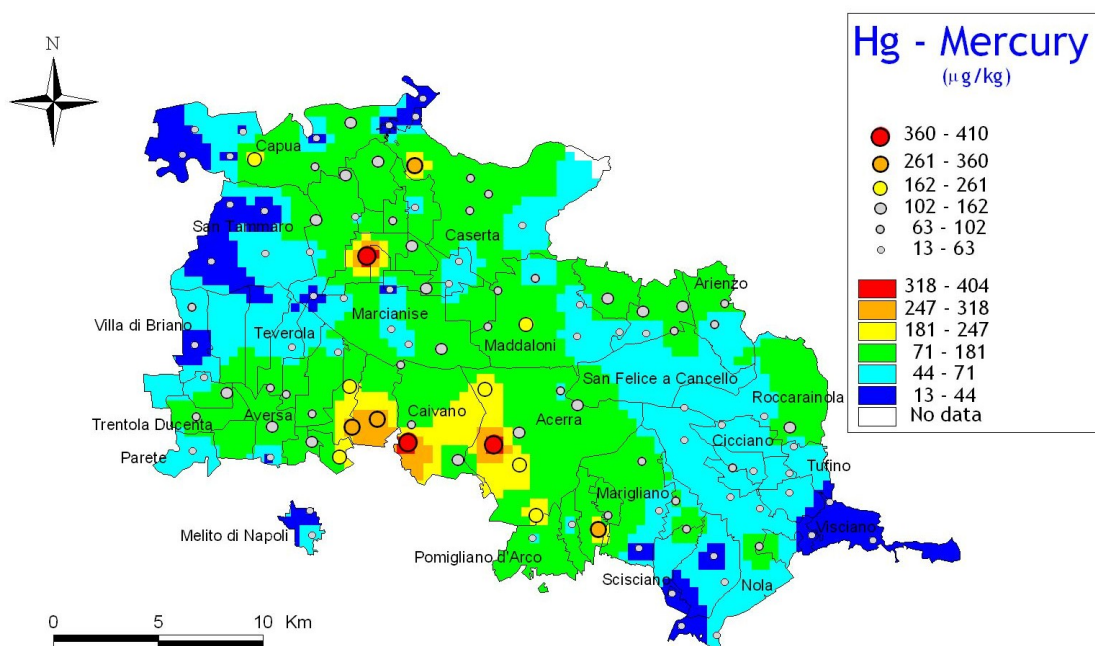 N
Hg - Mercury
(μg/kg)
360 - 410
261 - 360
162 - 261
102 - 162
63 - 102
13 - 63
318 - 404
247 - 318
181 - 247
71 - 181
44 - 71
13 - 44
No data
Capua
San Tammaro
Caserta
Arienzo
Villa di Briano
Teverola
Marcianise
Maddaloni
San Felice a Cancello
Roccarainola
Trentola Ducenta
Aversa
Caivano
Acerra
Cicciano
Parete
Tufino
Marigliano
Visciano
Melito di Napoli
Pomigliano d'Arco
Scisciano
Nola
0 5 10 Km